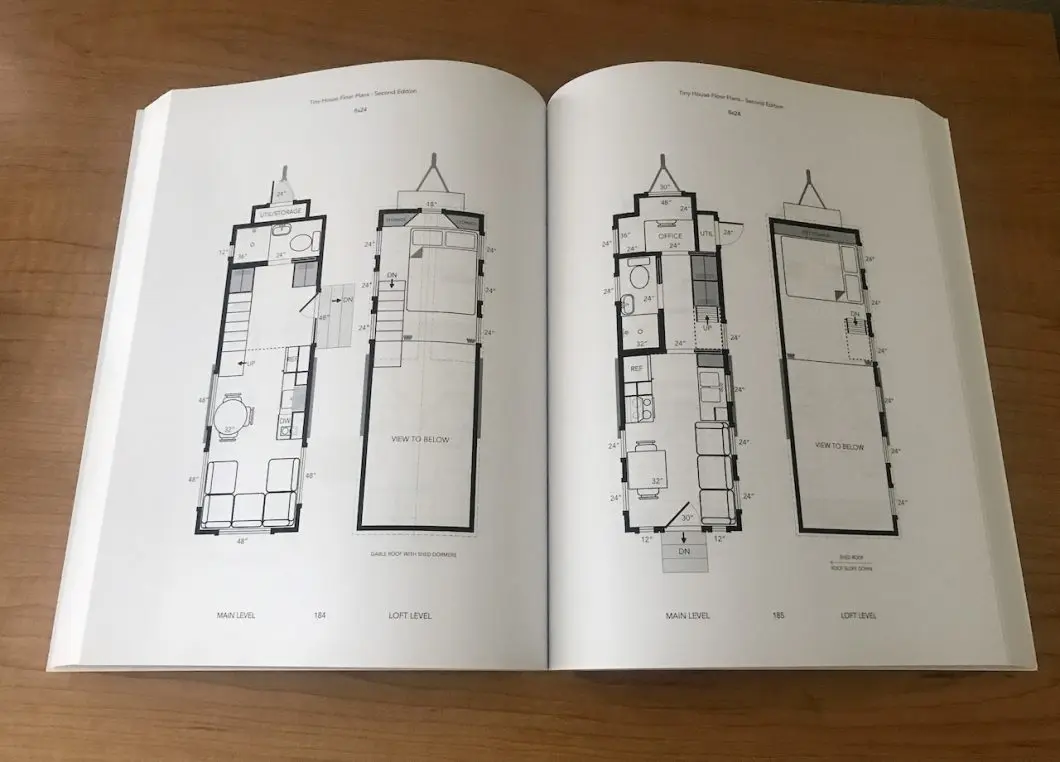 Tiny House Floor Plans - Second Edition
8x24
24"
UTIL/STORAGE
12"
36"
24"
DN
48"
UP
48"
32"
DW
48"
48"
48"
MAIN LEVEL
184
48"
STORAGE
STORAGE
24"
24"
DN
24"
24"
24"
24"
VIEW TO BELOW
GABLE ROOF WITH SHED DORMERS
LOFT LEVEL
Tiny House Floor Plans - Second Edition
8x24
30"
48"
24"
36"
24"
OFFICE
UTIL
28"
24"
24"
24"
24"
UP
32"
24"
24"
REF
24"
24"
24"
32"
24"
24"
30"
12"
12"
DN
MAIN LEVEL
185
24"
24"
DN
24"
24"
VIEW TO BELOW
24"
24"
SHED ROOF
ROOF SLOPE DOWN
LOFT LEVEL